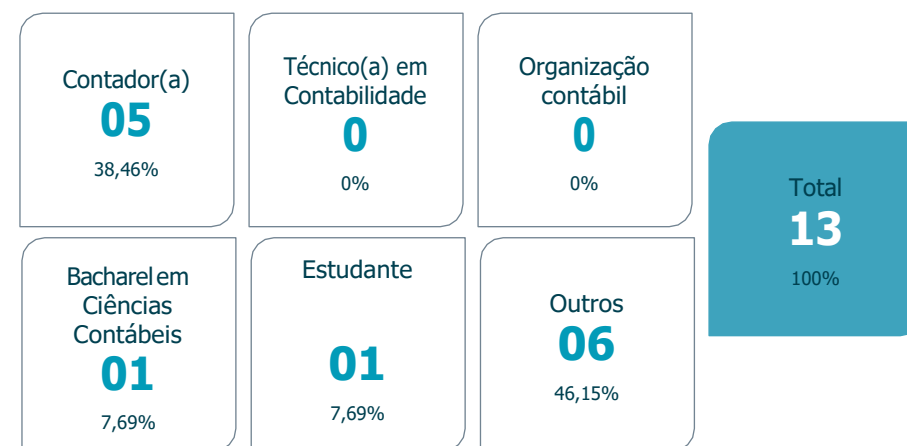 Contador(a)
05
38,46%
Técnico(a) em
Contabilidade
0
0%
Organização
contábil
0
0%
Total
13
100%
Bacharel em
Ciências
Contábeis
01
7,69%
Estudante
01
7,69%
Outros
06
46,15%